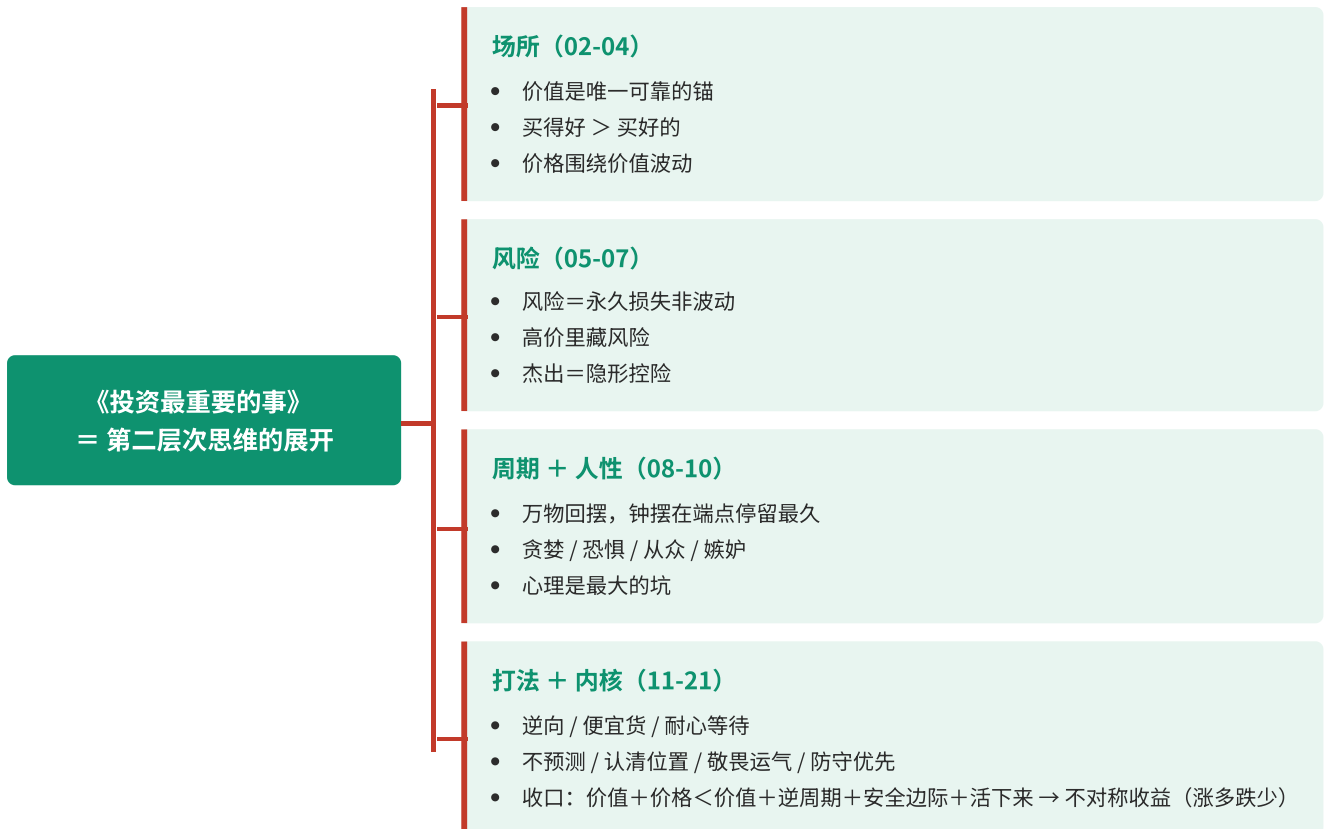 《投资最重要的事》
＝ 第二层次思维的展开
场所（02-04）
• 价值是唯一可靠的锚
• 买得好 ＞ 买好的
• 价格围绕价值波动
风险（05-07）
• 风险＝永久损失非波动
• 高价里藏风险
• 杰出＝隐形控险
周期 ＋ 人性（08-10）
• 万物回摆，钟摆在端点停留最久
• 贪婪 / 恐惧 / 从众 / 嫉妒
• 心理是最大的坑
打法 ＋ 内核（11-21）
• 逆向 / 便宜货 / 耐心等待
• 不预测 / 认清位置 / 敬畏运气 / 防守优先
• 收口：价值＋价格＜价值＋逆周期＋安全边际＋活下来 → 不对称收益（涨多跌少）